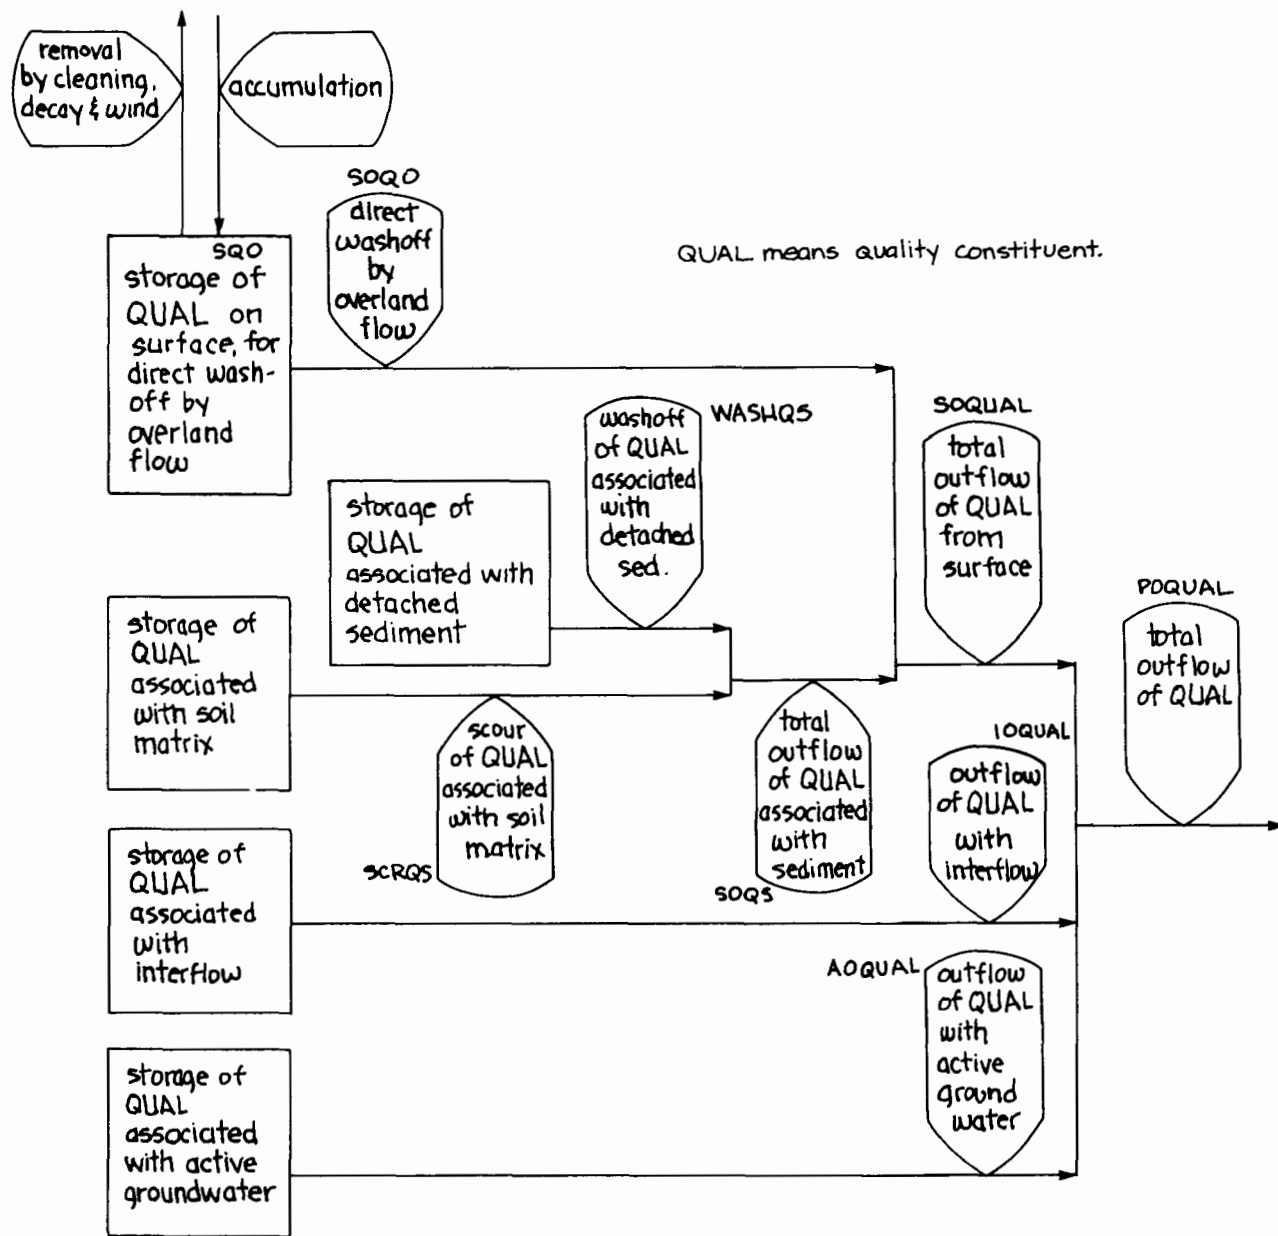 removal
by cleaning,
decay & wind
accumulation
SOQO
direct
washoff
by
overland
flow
QUAL means quality constituent.
SQO
storage of
QUAL on
surface, for
direct wash-
off by
overland
flow
WASHQS
washoff
of QUAL
associated
with
detached
sed.
SOQUAL
total
outflow
of QUAL
from
surface
storage of
QUAL
associated with
detached
sediment
POQUAL
total
outflow
of QUAL
storage of
QUAL
associated
with soil
matrix
scour
of QUAL
associated
with soil
matrix
SCRQS
total
outflow
of QUAL
associated
with
sediment
SOQS
IOQUAL
outflow
of QUAL
with
interflow
storage of
QUAL
associated
with
interflow
AOQUAL
outflow
of QUAL
with
active
ground
water
storage of
QUAL
associated
with active
groundwater